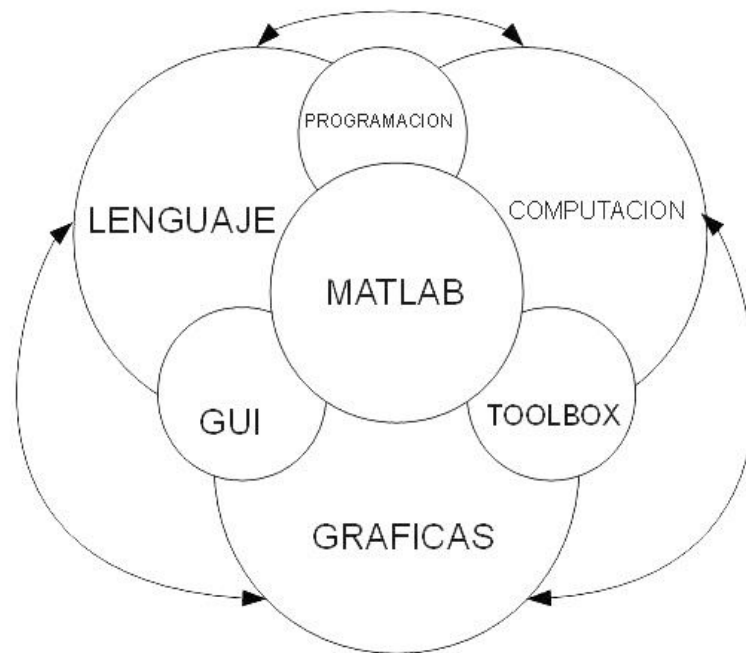 PROGRAMACION
LENGUAJE
COMPUTACION
MATLAB
GUI
TOOLBOX
GRAFICAS